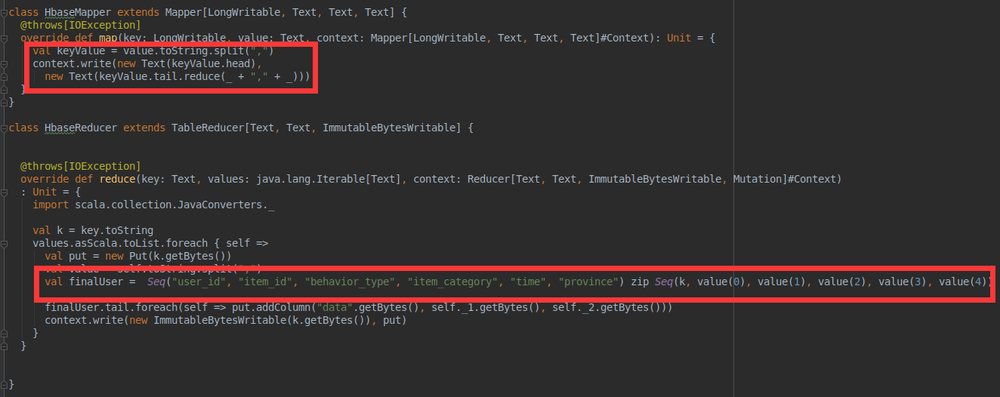 class HbaseMapper extends Mapper[LongWritable, Text, Text, Text] {
@throws[IOException]
override def map(key: LongWritable, value: Text, context: Mapper[LongWritable, Text, Text, Text]#Context): Unit = {
val keyValue = value.toString.split(",")
context.write(new Text(keyValue.head),
new Text(keyValue.tail.reduce(_ + "," + _)))
}
}
class HbaseReducer extends TableReducer[Text, Text, ImmutableBytesWritable] {
@throws[IOException]
override def reduce(key: Text, values: java.lang.Iterable[Text], context: Reducer[Text, Text, ImmutableBytesWritable, Mutation]#Context)
: Unit = {
import scala.collection.JavaConverters._
val k = key.toString
values.asScala.toList.foreach { self =>
val put = new Put(k.getBytes())
val value = self.toString.split(",")
val finalUser =  Seq("user_id", "item_id", "behavior_type", "item_category", "time", "province") zip Seq(k, value(0), value(1), value(2), value(3), value(4))
finalUser.tail.foreach(self => put.addColumn("data".getBytes(), self._1.getBytes(), self._2.getBytes()))
context.write(new ImmutableBytesWritable(k.getBytes()), put)
}
}
}